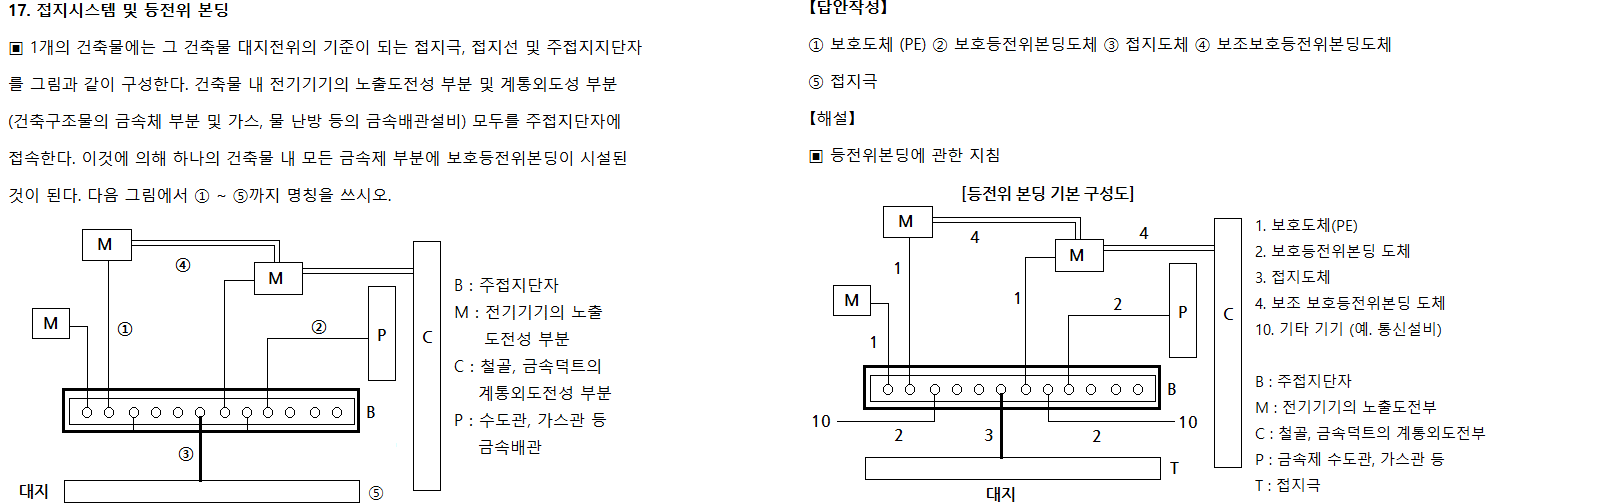 17. 접지시스템 및 등전위 본딩
▣ 1개의 건축물에는 그 건축물 대지전위의 기준이 되는 접지극, 접지선 및 주접지지단자
를 그림과 같이 구성한다. 건축물 내 전기기기의 노출도전성 부분 및 계통외도성 부분
(건축구조물의 금속체 부분 및 가스, 물 난방 등의 금속배관설비) 모두를 주접지단자에
접속한다. 이것에 의해 하나의 건축물 내 모든 금속제 부분에 보호등전위본딩이 시설된
것이 된다. 다음 그림에서 ① ~ ⑤까지 명칭을 쓰시오.
M
④
M
M
①
②
P
C
B
③
대지
⑤
B : 주접지단자
M : 전기기기의 노출
도전성 부분
C : 철골, 금속덕트의
계통외도전성 부분
P : 수도관, 가스관 등
금속배관
【답안작성】
① 보호도체 (PE) ② 보호등전위본딩도체 ③ 접지도체 ④ 보조보호등전위본딩도체
⑤ 접지극
【해설】
▣ 등전위본딩에 관한 지침
[등전위 본딩 기본 구성도]
M
4
4
M
1
M
1
2
P
C
1
B
10
2
3
2
10
T
대지
1. 보호도체(PE)
2. 보호등전위본딩 도체
3. 접지도체
4. 보조 보호등전위본딩 도체
10. 기타 기기 (예. 통신설비)
B : 주접지단자
M : 전기기기의 노출도전부
C : 철골, 금속덕트의 계통외도전부
P : 금속제 수도관, 가스관 등
T : 접지극